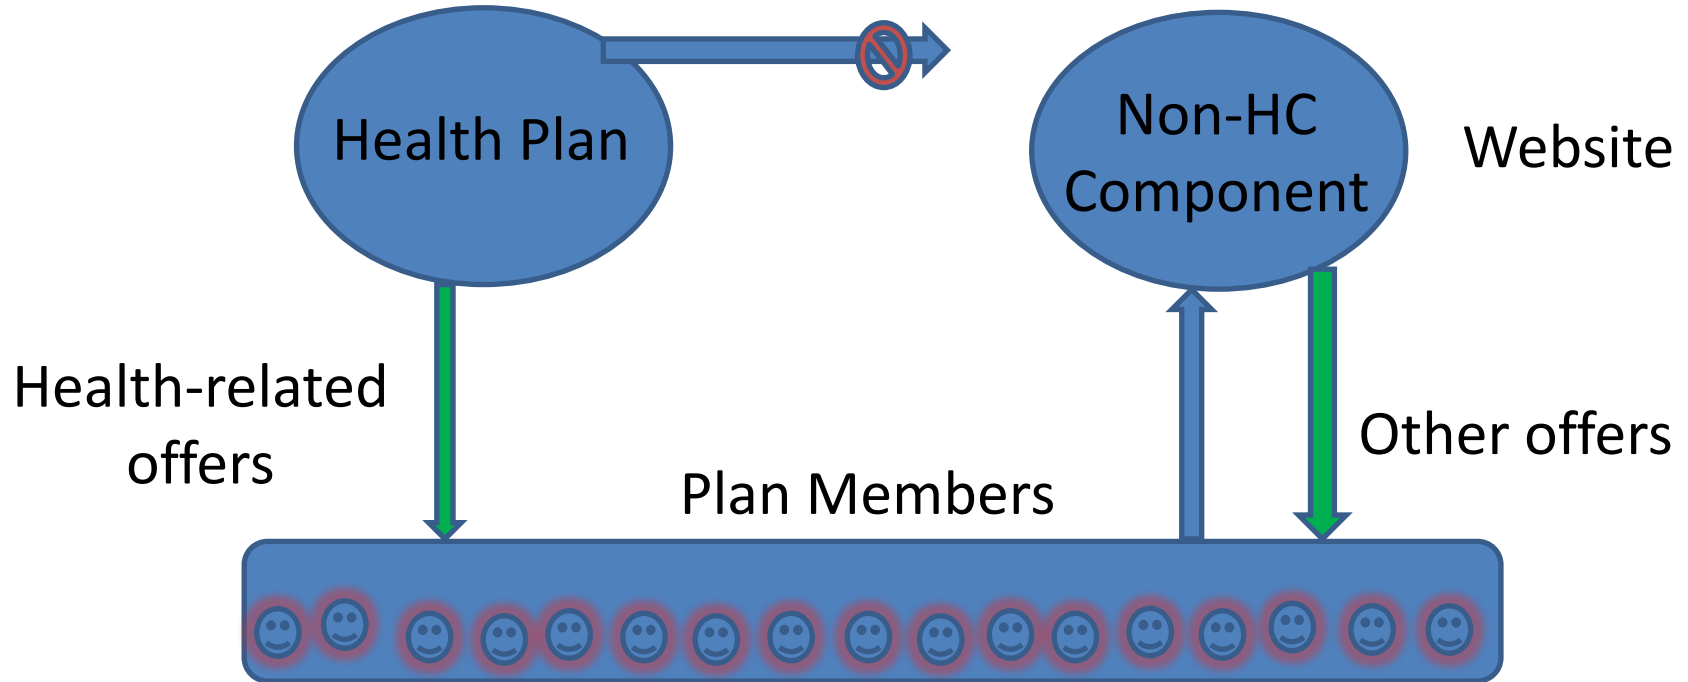 Health Plan
Non-HC
Component
Website
Health-related
offers
Other offers
Plan Members